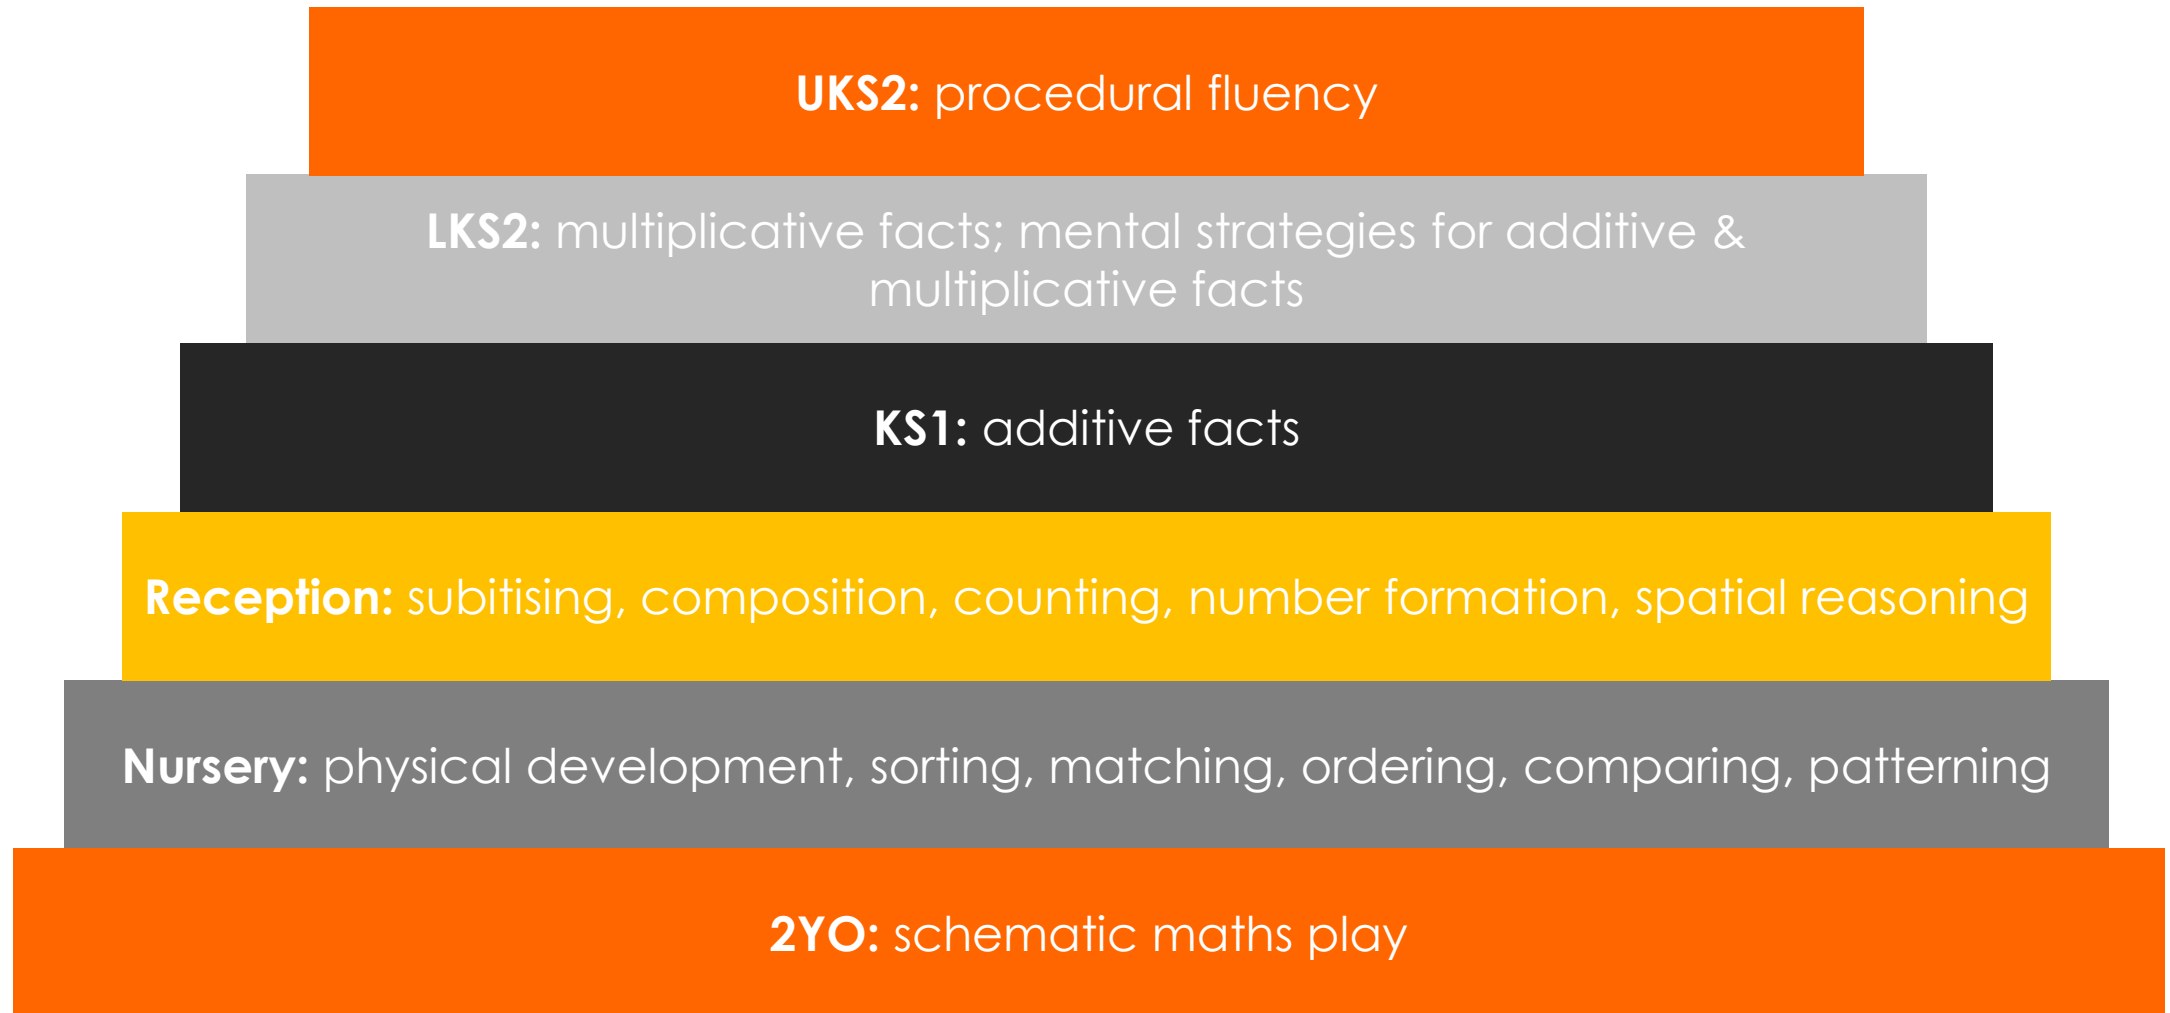 UKS2: procedural fluency
LKS2: multiplicative facts; mental strategies for additive &
multiplicative facts
KS1: additive facts
Reception: subitising, composition, counting, number formation, spatial reasoning
Nursery: physical development, sorting, matching, ordering, comparing, patterning
2YO: schematic maths play